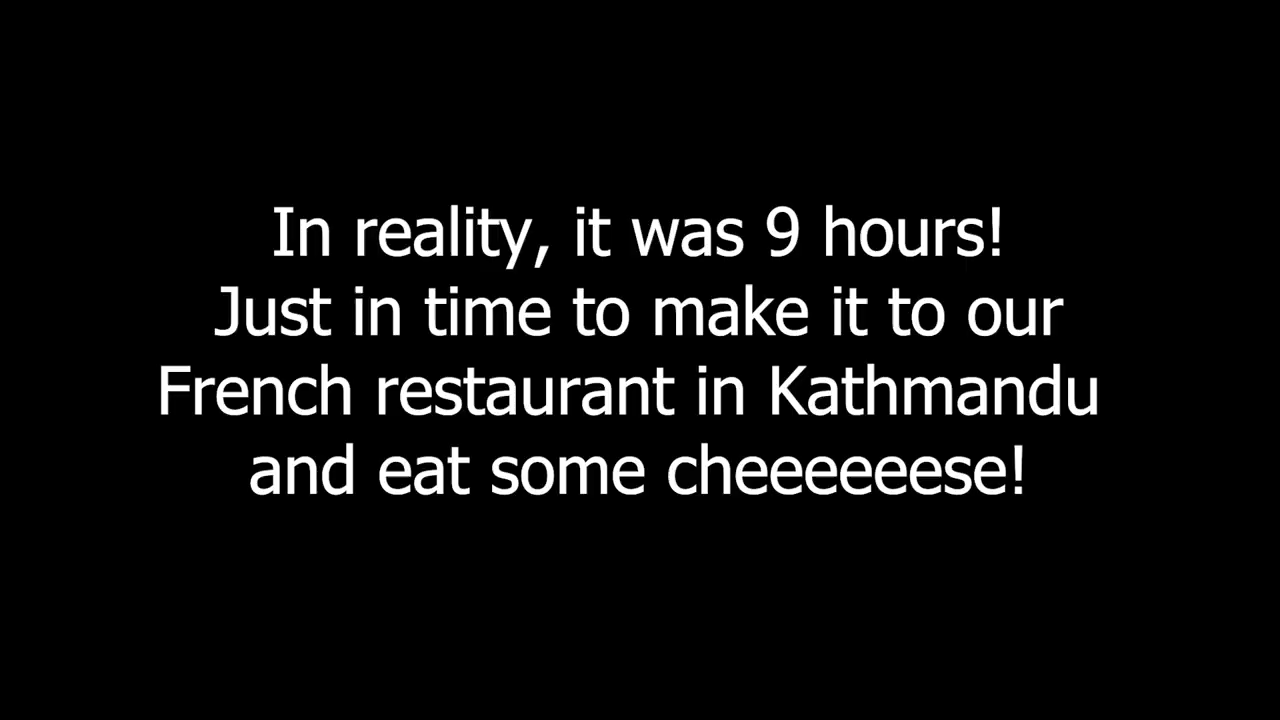 In reality, it was 9 hours!
Just in time to make it to our
French restaurant in Kathmandu
and eat some cheeeeeese!